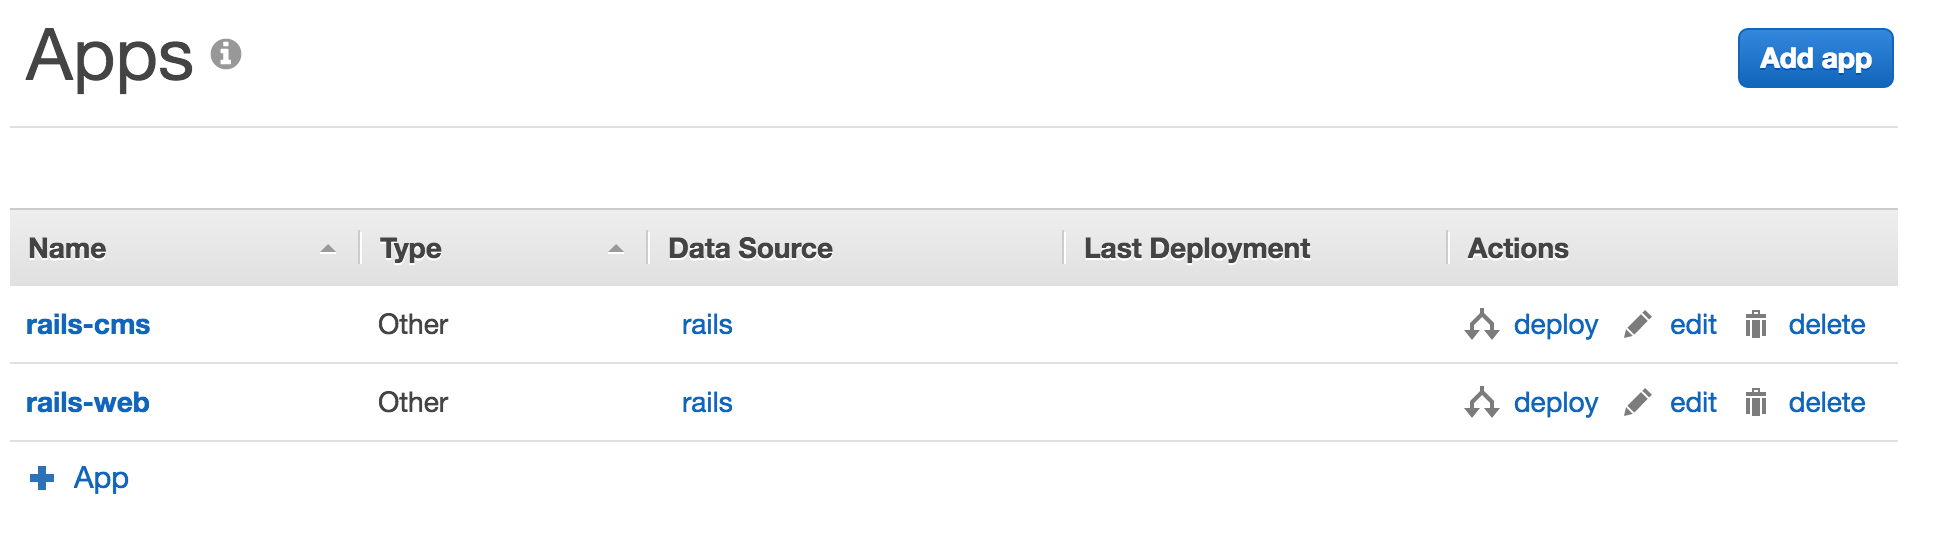 Apps
Add app
Name Type Data Source Last Deployment Actions
rails-cms Other rails deploy edit delete
rails-web Other rails deploy edit delete
App